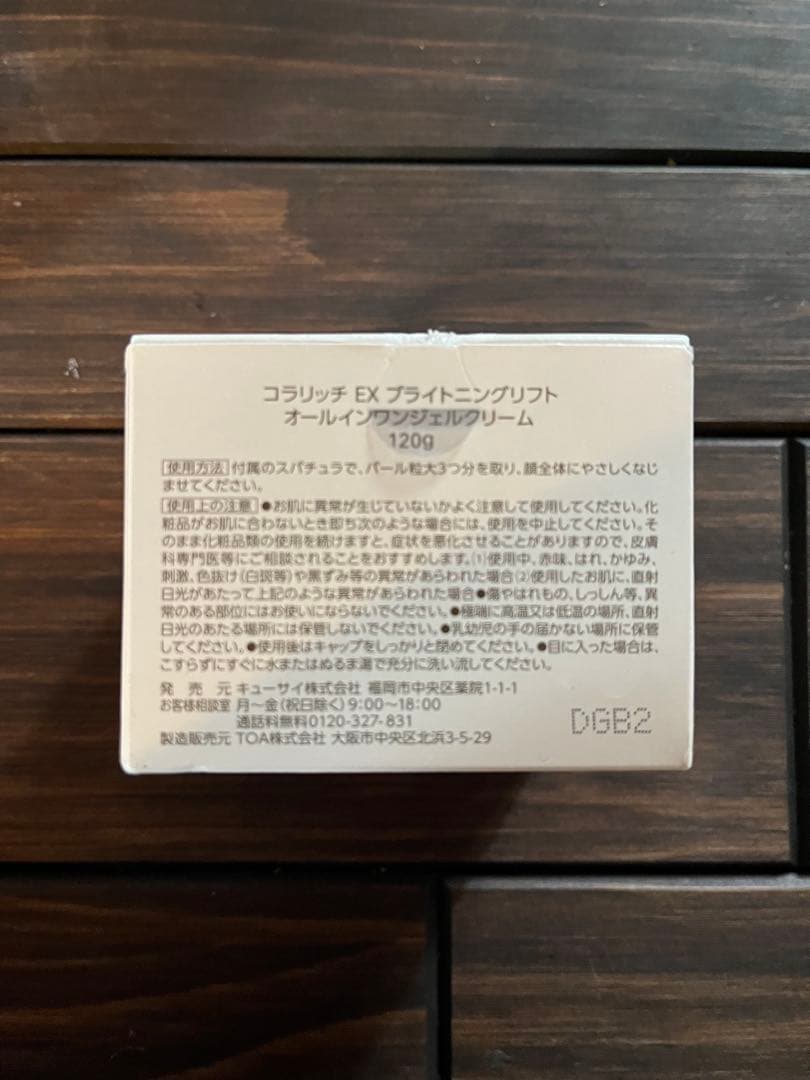 コラリッチ EX ブライトニングリフト
オールインワンジェルクリーム
120g
使用方法 付属のスパチュラで、パール粒大3つ分を取り、顔全体にやさしくなじ
ませてください。
使用上の注意 ●お肌に異常が生じていないかよく注意して使用してください。化
粧品がお肌に合わないとき即ち次のような場合には、使用を中止してください。そ
のまま化粧品類の使用を続けますと、症状を悪化させることがありますので、皮膚
科専門医等にご相談されることをおすすめします。(1)使用中、赤味、はれ、かゆみ、
刺激、色抜け(白斑等)や黒ずみ等の異常があらわれた場合(2)使用したお肌に、直射
日光があたって上記のような異常があらわれた場合●傷やはれもの、しっしん等、異
常のある部位にはお使いにならないでください。●極端に高温又は低温の場所、直射
日光のあたる場所には保管しないでください。●乳幼児の手の届かない場所に保管
してください。●使用後はキャップをしっかりと閉めてください。●目に入った場合は、
こすらずにすぐに水またはぬるま湯で充分に洗い流してください。
発売元 キューサイ株式会社 福岡市中央区薬院1-1-1
お客様相談室 月～金(祝日除く)9:00～18:00
通話料無料0120-327-831
製造販売元 TOA株式会社 大阪市中央区北浜3-5-29
DGB2